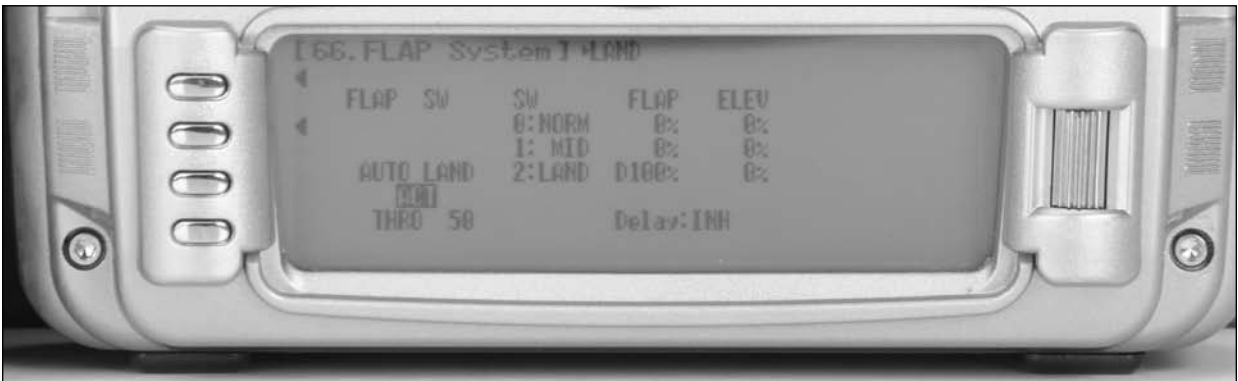 [66.FLAP System] ▸LAND
FLAP SW SW FLAP ELEV
0:NORM 0% 0%
1: MID 0% 0%
AUTO LAND 2:LAND D100% 0%
ACT
THRO 50 Delay:INH